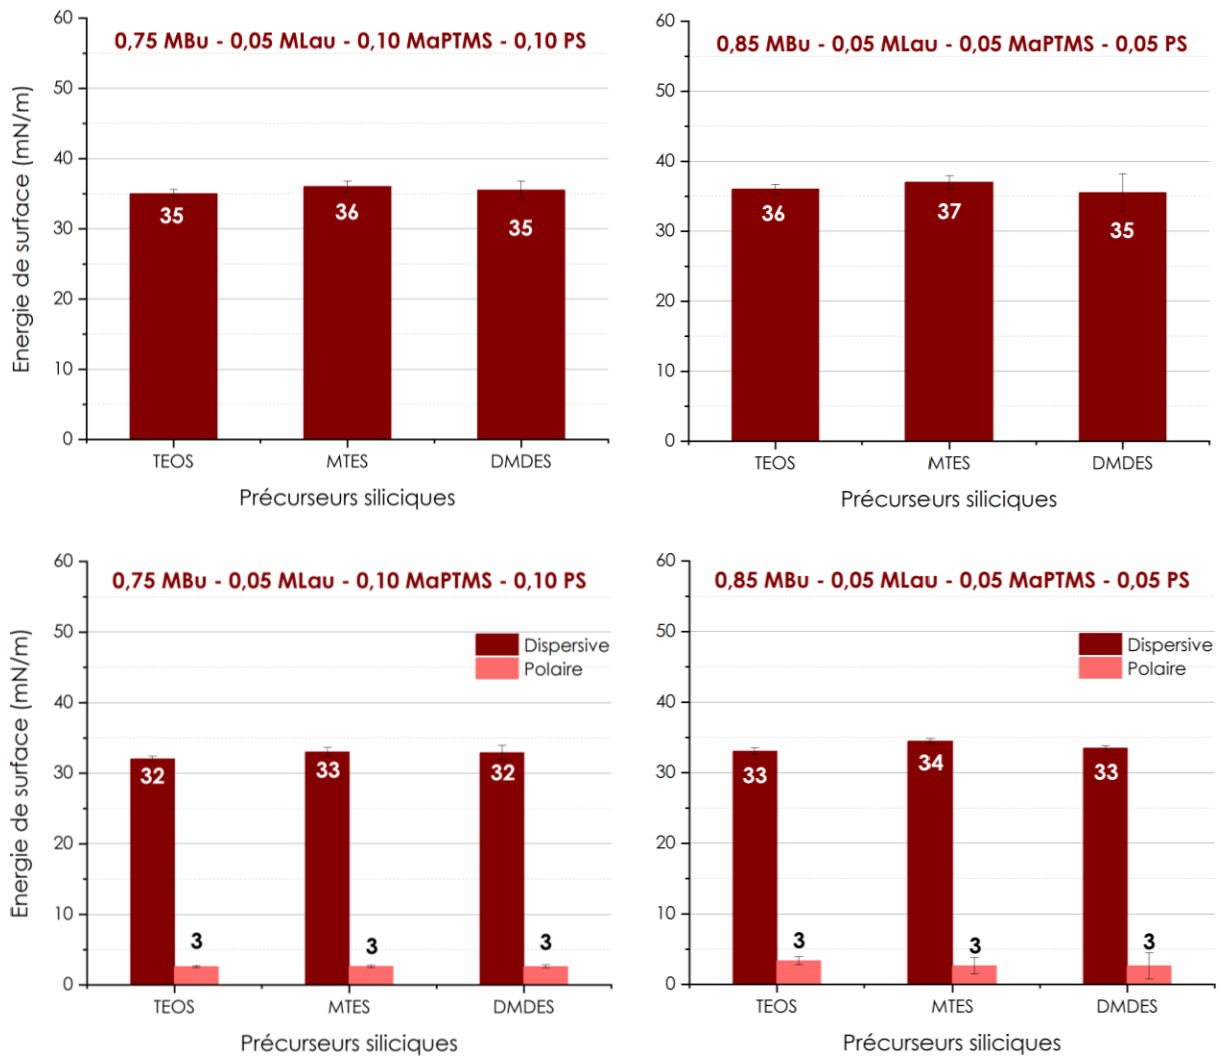 0,75 MBu - 0,05 MLau - 0,10 MaPTMS - 0,10 PS
Energie de surface (mN/m)
60
50
40
30
20
10
0
35
36
35
TEOS
MTES
DMDES
Précurseurs siliciques
0,85 MBu - 0,05 MLau - 0,05 MaPTMS - 0,05 PS
60
50
40
30
20
10
0
36
37
35
TEOS
MTES
DMDES
Précurseurs siliciques
0,75 MBu - 0,05 MLau - 0,10 MaPTMS - 0,10 PS
Energie de surface (mN/m)
60
50
40
30
20
10
0
Dispersive
Polaire
32
3
33
3
32
3
TEOS
MTES
DMDES
Précurseurs siliciques
0,85 MBu - 0,05 MLau - 0,05 MaPTMS - 0,05 PS
60
50
40
30
20
10
0
Dispersive
Polaire
33
3
34
3
33
3
TEOS
MTES
DMDES
Précurseurs siliciques